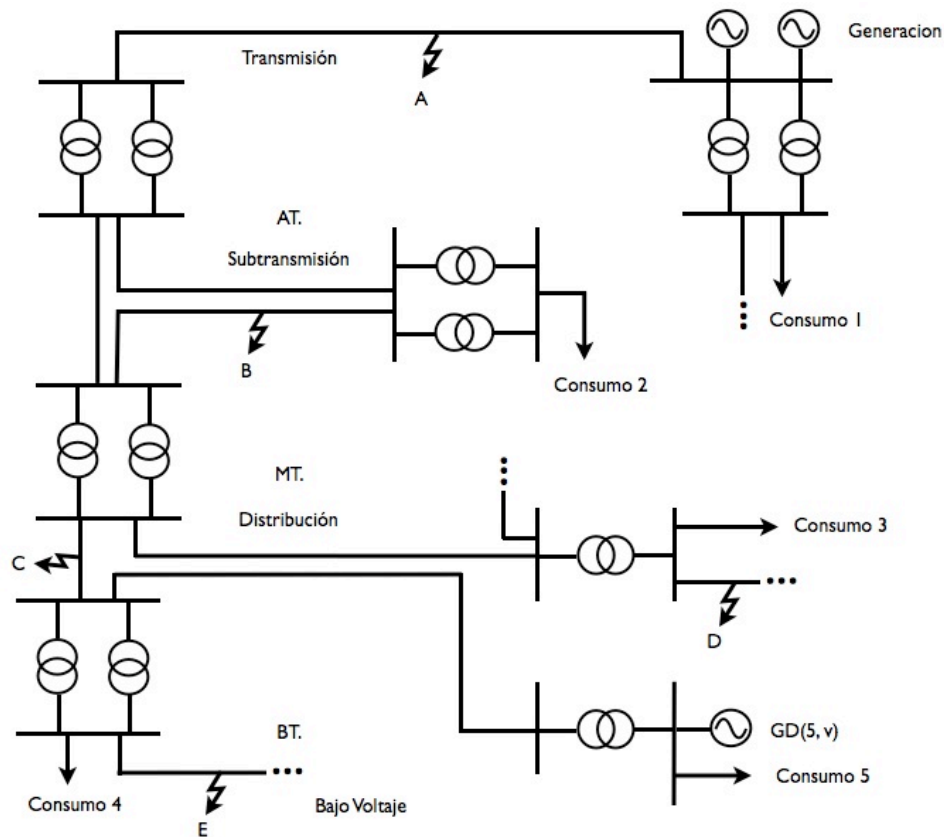 Generacion
Transmisión
A
AT.
Subtransmisión
Consumo 1
B
Consumo 2
MT.
Distribución
Consumo 3
C
D
BT.
GD(5, v)
Consumo 5
Consumo 4
Bajo Voltaje
E